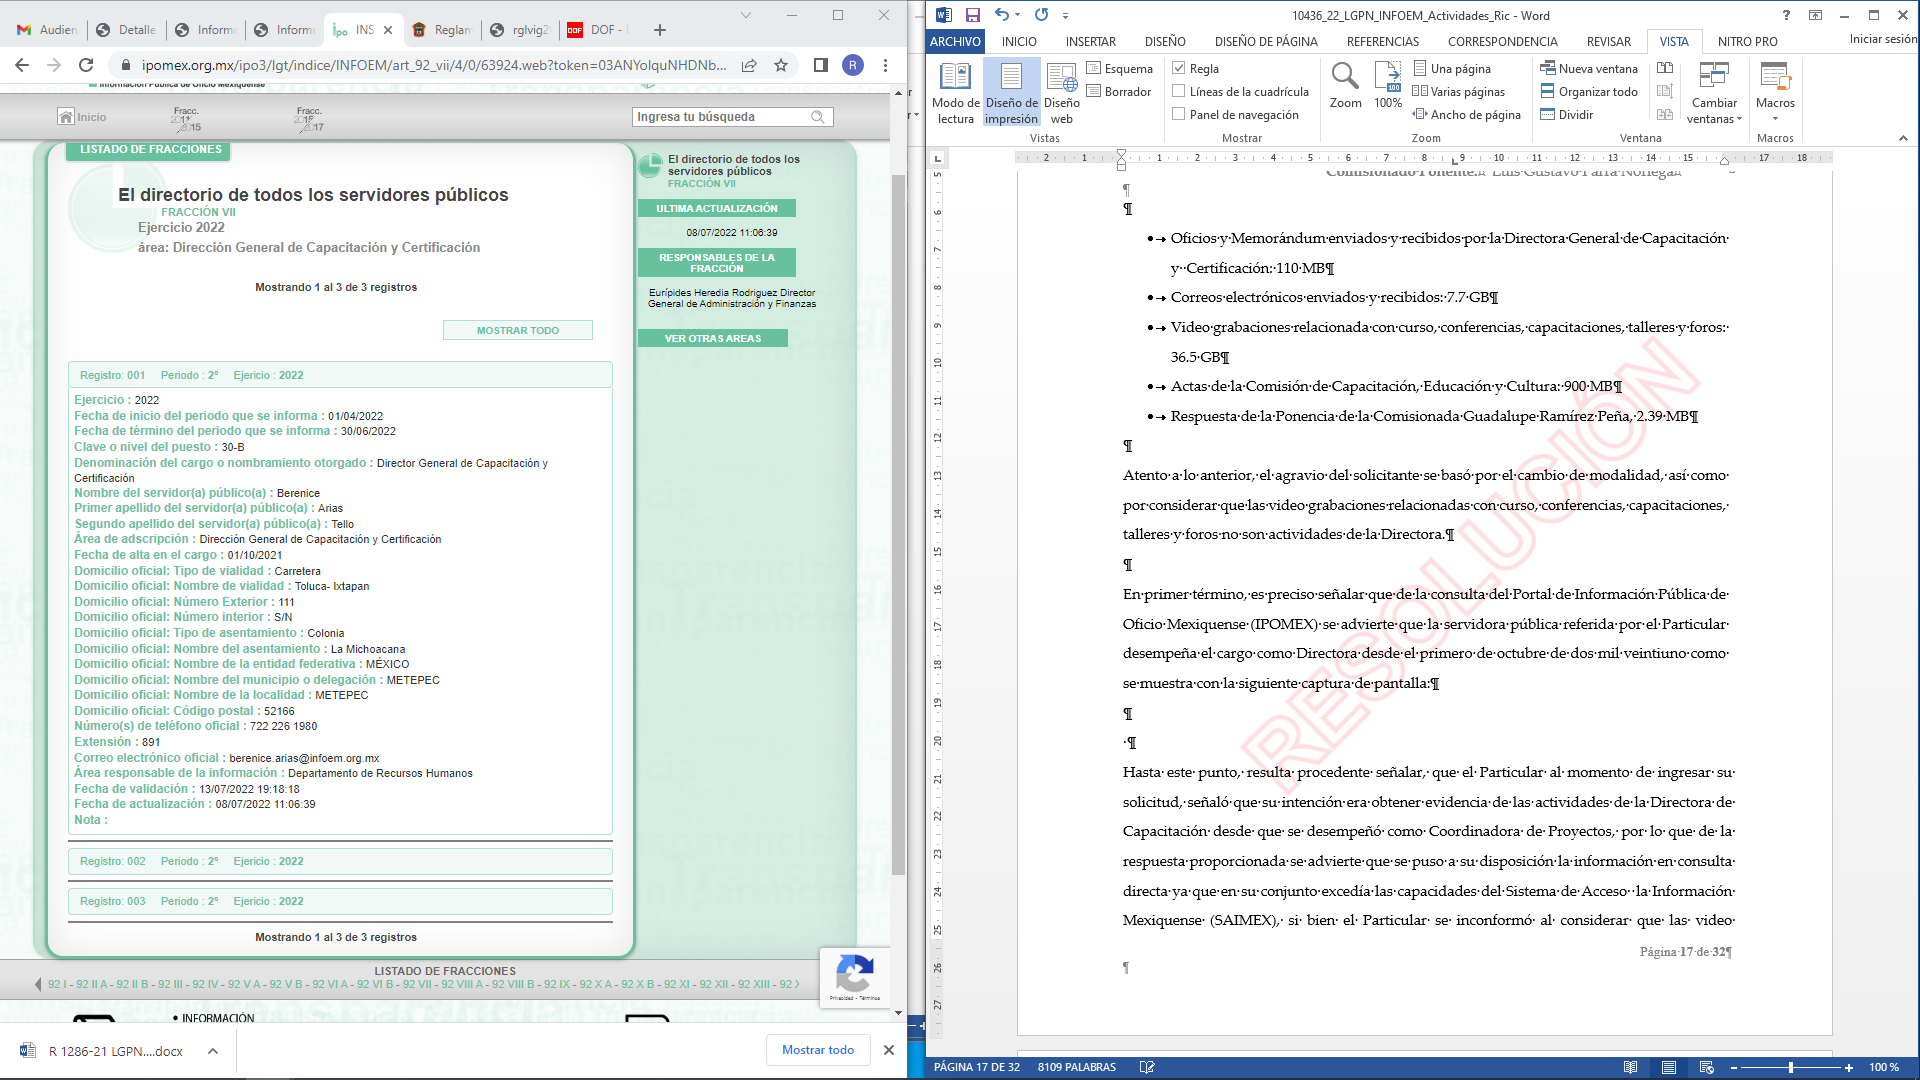 Audien
Detalle
Inform
Inform
INS
Reglam
rglvig2
DOF -
ipomex.org.mx/ipo3/lgt/indice/INFOEM/art_92_vii/4/0/63924.web?token=03ANYolquNHDNb...
R
Información Pública de Oficio Mexiquense
Inicio
Fracc.
2015
Fracc.
2017
Ingresa tu búsqueda
LISTADO DE FRACCIONES
El directorio de todos los servidores públicos
FRACCIÓN VII
Ejercicio 2022
área: Dirección General de Capacitación y Certificación
Mostrando 1 al 3 de 3 registros
MOSTRAR TODO
Registro: 001 Periodo : 2º Ejericio : 2022
Ejercicio : 2022
Fecha de inicio del periodo que se informa : 01/04/2022
Fecha de término del periodo que se informa : 30/06/2022
Clave o nivel del puesto : 30-B
Denominación del cargo o nombramiento otorgado : Director General de Capacitación y
Certificación
Nombre del servidor(a) público(a) : Berenice
Primer apellido del servidor(a) público(a) : Arias
Segundo apellido del servidor(a) público(a) : Tello
Área de adscripción : Dirección General de Capacitación y Certificación
Fecha de alta en el cargo : 01/10/2021
Domicilio oficial: Tipo de vialidad : Carretera
Domicilio oficial: Nombre de vialidad : Toluca- Ixtapan
Domicilio oficial: Número Exterior : 111
Domicilio oficial: Número interior : S/N
Domicilio oficial: Tipo de asentamiento : Colonia
Domicilio oficial: Nombre del asentamiento : La Michoacana
Domicilio oficial: Nombre de la entidad federativa : MÉXICO
Domicilio oficial: Nombre del municipio o delegación : METEPEC
Domicilio oficial: Nombre de la localidad : METEPEC
Domicilio oficial: Código postal : 52166
Número(s) de teléfono oficial : 722 226 1980
Extensión : 891
Correo electrónico oficial : berenice.arias@infoem.org.mx
Área responsable de la información : Departamento de Recursos Humanos
Fecha de validación : 13/07/2022 19:18:18
Fecha de actualización : 08/07/2022 11:06:39
Nota :
Registro: 002 Periodo : 2º Ejericio : 2022
Registro: 003 Periodo : 2º Ejericio : 2022
Mostrando 1 al 3 de 3 registros
El directorio de todos los
servidores públicos
FRACCIÓN VII
ULTIMA ACTUALIZACIÓN
08/07/2022 11:06:39
RESPONSABLES DE LA
FRACCIÓN
Eurípides Heredia Rodriguez Director
General de Administración y Finanzas
VER OTRAS AREAS
LISTADO DE FRACCIONES
92 I - 92 II A - 92 II B - 92 III - 92 IV - 92 V A - 92 V B - 92 VI A - 92 VI B - 92 VII - 92 VIII A - 92 VIII B - 92 IX - 92 X A - 92 X B - 92 XI - 92 XII - 92 XIII - 92 X
Privacidad - Términos
• INFORMACIÓN
R 1286-21 LGPN....docx
Mostrar todo
10436_22_LGPN_INFOEM_Actividades_Ric - Word
ARCHIVO INICIO INSERTAR DISEÑO DISEÑO DE PÁGINA REFERENCIAS CORRESPONDENCIA REVISAR VISTA NITRO PRO Iniciar sesión
Modo de lectura
Diseño de impresión
Diseño web
Esquema
Borrador
Vistas
Regla
Líneas de la cuadrícula
Panel de navegación
Mostrar
Zoom
100%
Una página
Varias páginas
Ancho de página
Zoom
Nueva ventana
Organizar todo
Dividir
Cambiar ventanas
Ventana
Macros
Macros
Comisionado Ponente: Luis Gustavo Parra Noriega
• Oficios y Memorándum enviados y recibidos por la Directora General de Capacitación
y Certificación: 110 MB¶
• Correos electrónicos enviados y recibidos: 7.7 GB¶
• Video grabaciones relacionada con curso, conferencias, capacitaciones, talleres y foros:
36.5 GB¶
• Actas de la Comisión de Capacitación, Educación y Cultura: 900 MB¶
• Respuesta de la Ponencia de la Comisionada Guadalupe Ramírez Peña, 2.39 MB¶
Atento a lo anterior, el agravio del solicitante se basó por el cambio de modalidad, así como
por considerar que las video grabaciones relacionadas con curso, conferencias, capacitaciones,
talleres y foros no son actividades de la Directora.¶
En primer término, es preciso señalar que de la consulta del Portal de Información Pública de
Oficio Mexiquense (IPOMEX) se advierte que la servidora pública referida por el Particular
desempeña el cargo como Directora desde el primero de octubre de dos mil veintiuno como
se muestra con la siguiente captura de pantalla:¶
Hasta este punto, resulta procedente señalar, que el Particular al momento de ingresar su
solicitud, señaló que su intención era obtener evidencia de las actividades de la Directora de
Capacitación desde que se desempeñó como Coordinadora de Proyectos, por lo que de la
respuesta proporcionada se advierte que se puso a su disposición la información en consulta
directa ya que en su conjunto excedía las capacidades del Sistema de Acceso la Información
Mexiquense (SAIMEX), si bien el Particular se inconformó al considerar que las video
RESOLUCIÓN
Página 17 de 32¶
PÁGINA 17 DE 32 8109 PALABRAS
100 %